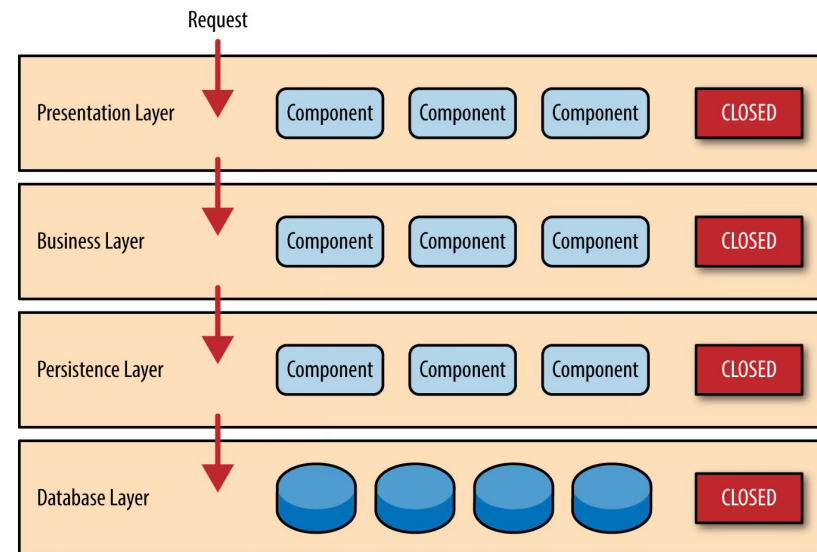 Request
Presentation Layer Component Component Component CLOSED
Business Layer Component Component Component CLOSED
Persistence Layer Component Component Component CLOSED
Database Layer CLOSED